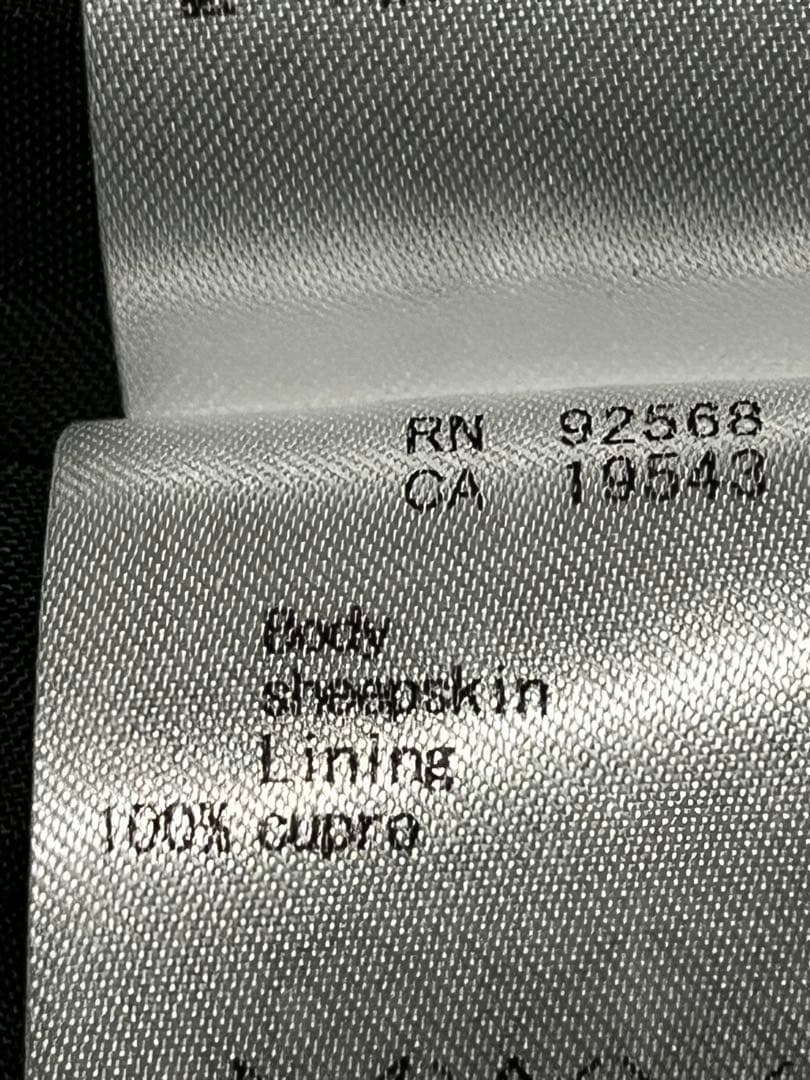 RN 92568
CA 19543
Body
sheepskin
Lining
100% cupro